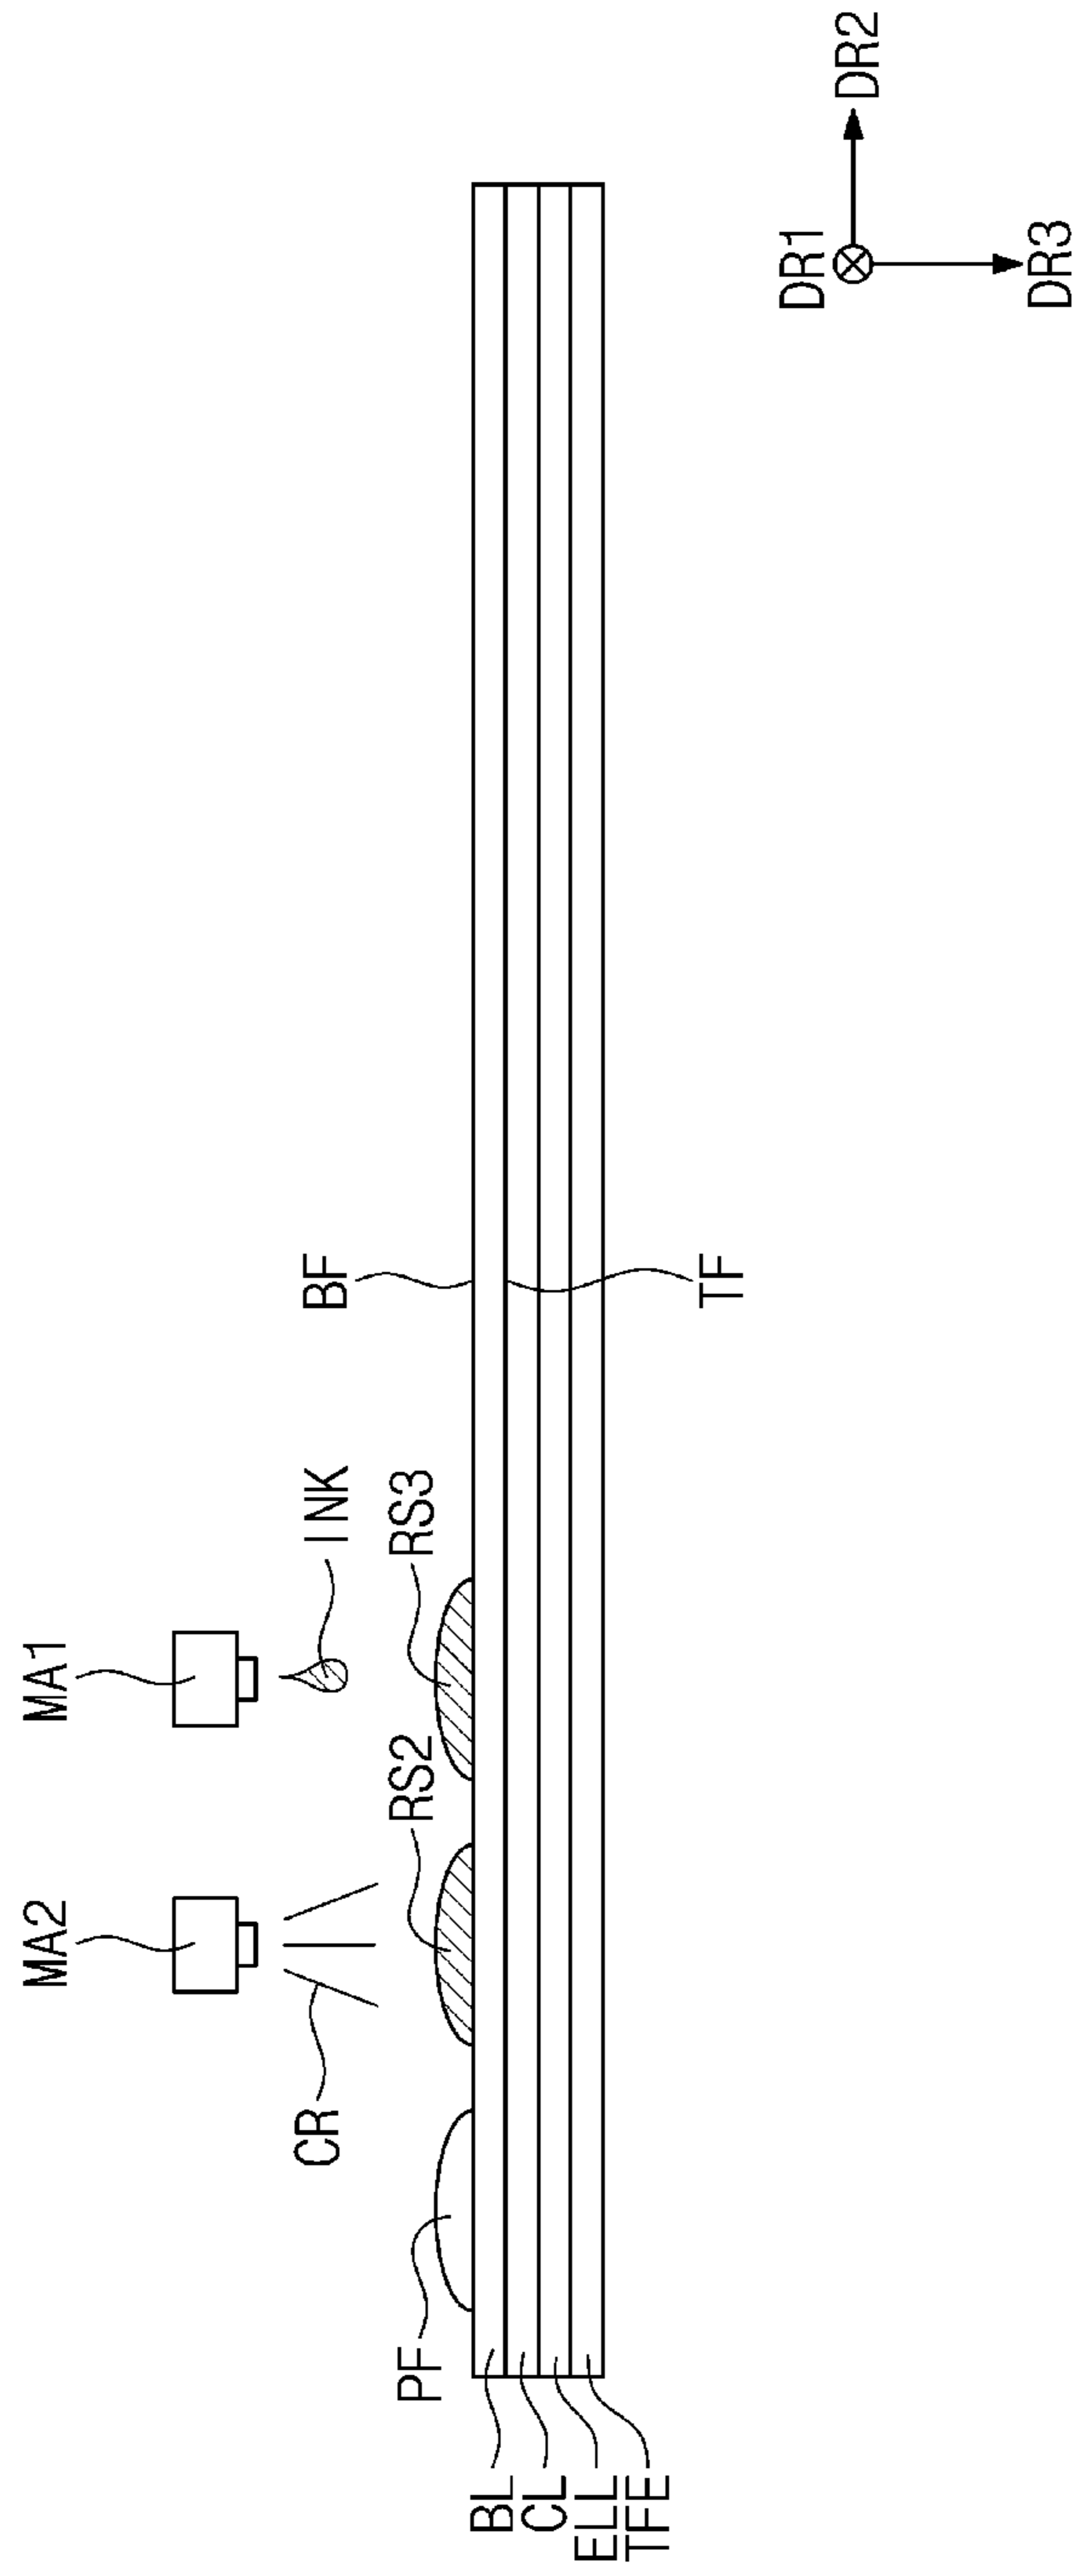 MA2
MA1
CR
INK
PF
RS2
RS3
BF
BL
CL
ELL
TFE
TF
DR1
DR2
DR3